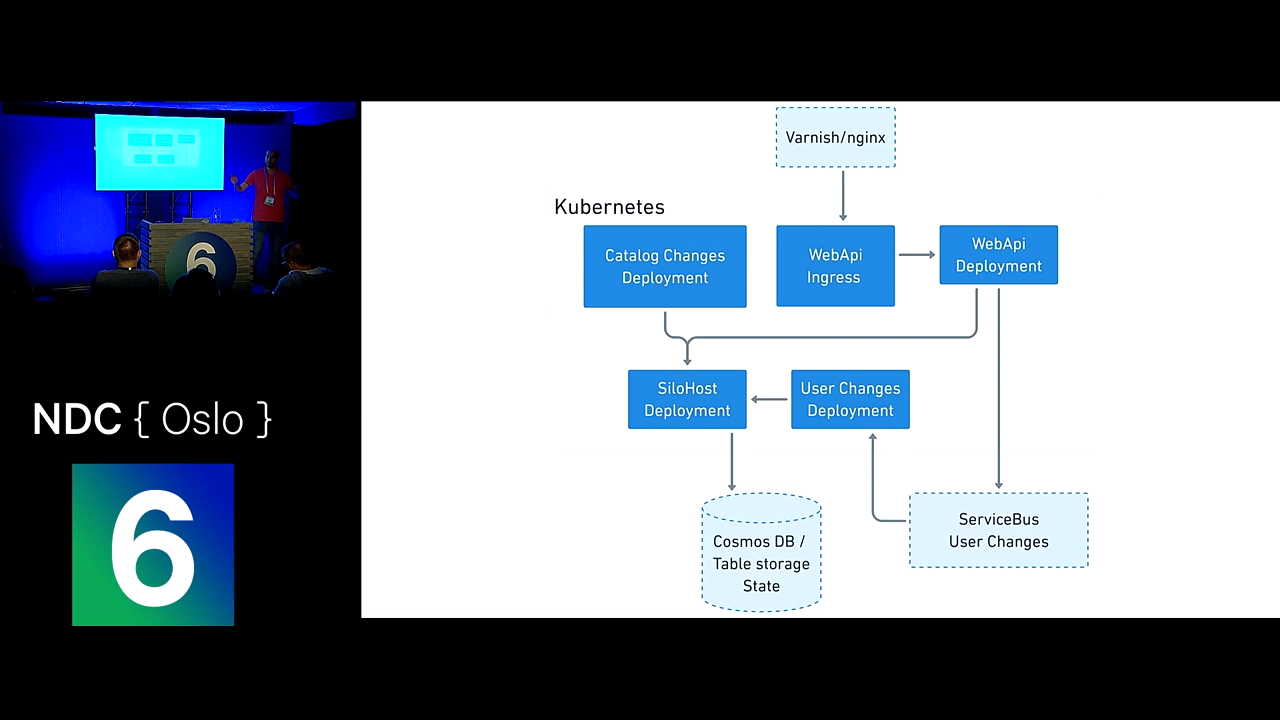 Varnish/nginx
Kubernetes
Catalog Changes
Deployment
WebApi
Ingress
WebApi
Deployment
SiloHost
Deployment
User Changes
Deployment
Cosmos DB /
Table storage
State
ServiceBus
User Changes
6
NDC { Oslo }
6